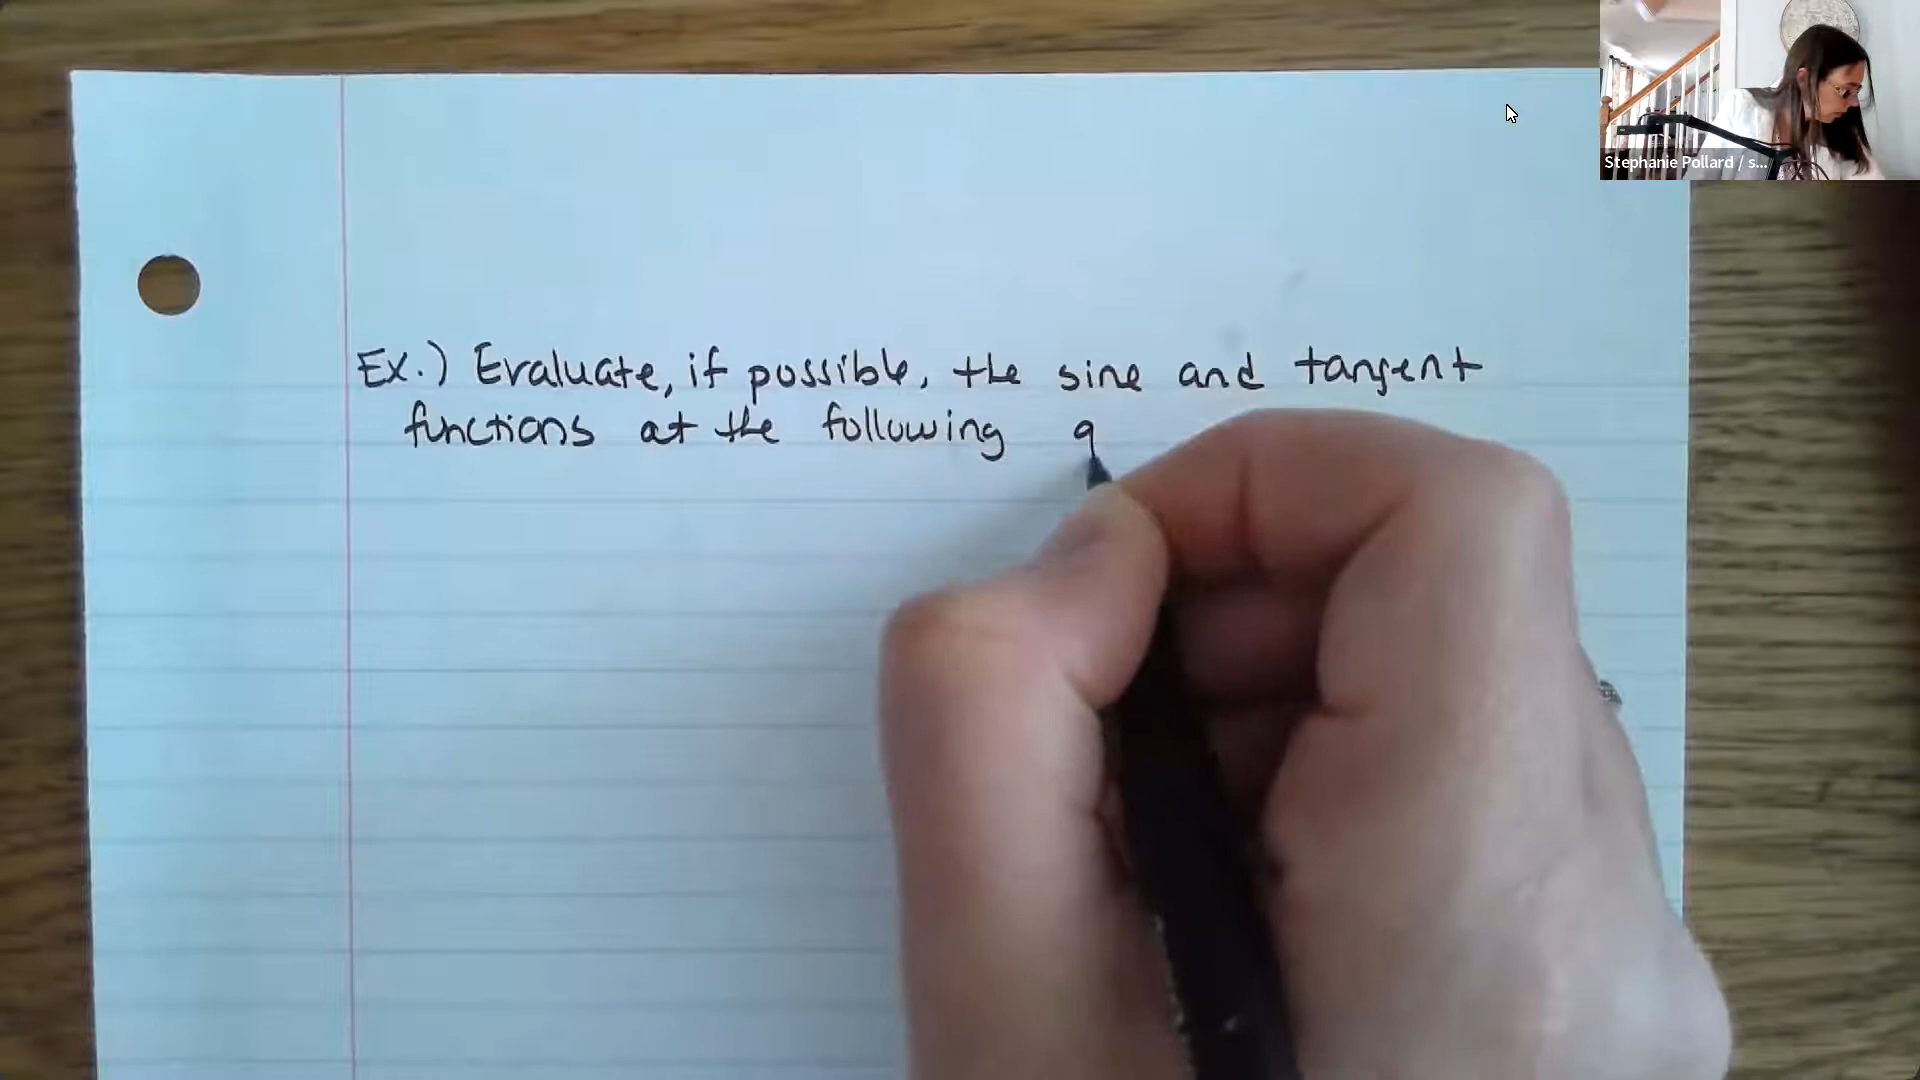 Stephanie Pollard / s...
Ex.) Evaluate, if possible, the sine and tangent
functions at the following q